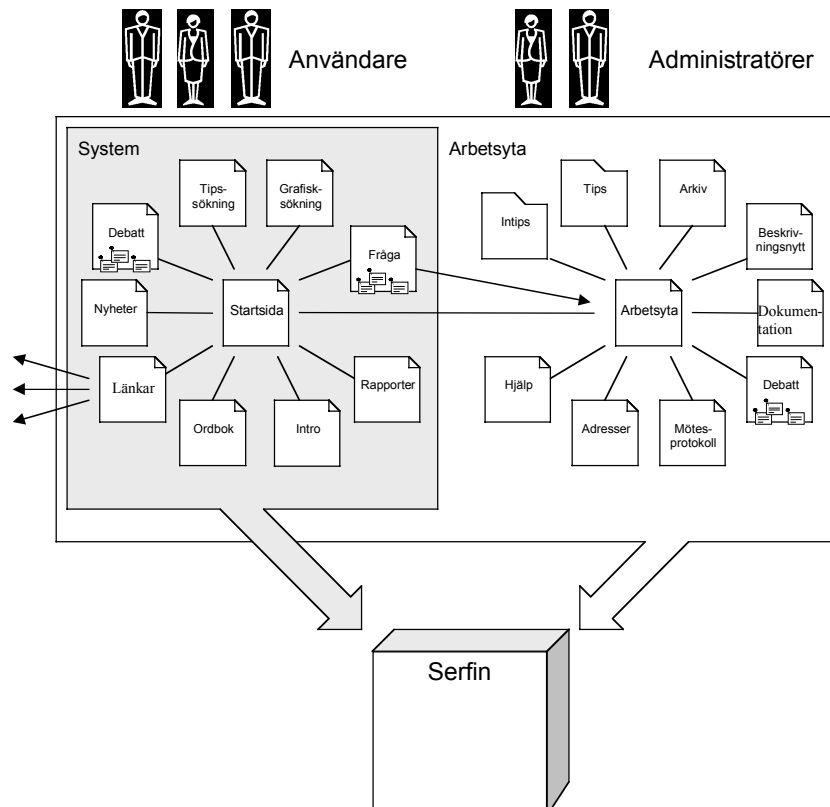 Användare
Administratörer
System
Arbetsyta
Tips-
sökning
Grafisk-
sökning
Debatt
Fråga
Nyheter
Startsida
Länkar
Rapporter
Ordbok
Intro
Tips
Arkiv
Intips
Beskriv-
ningsnytt
Arbetsyta
Dokumen-
tation
Hjälp
Debatt
Adresser
Mötes-
protokoll
Serfin